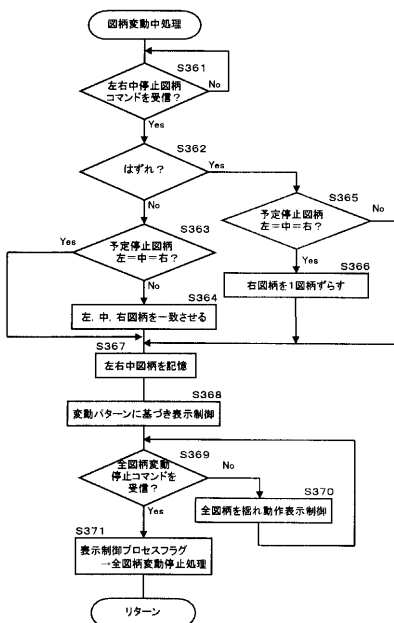 図柄変動中処理
S361
左右中停止図柄
コマンドを受信？
No
Yes
S362
はずれ？
Yes
No
S363
予定停止図柄
左＝中＝右？
Yes
No
S364
左，中，右図柄を一致させる
S365
予定停止図柄
左＝中＝右？
No
Yes
S366
右図柄を1図柄ずらす
S367
左右中図柄を記憶
S368
変動パターンに基づき表示制御
S369
全図柄変動
停止コマンドを
受信？
No
Yes
S370
全図柄を揺れ動作表示制御
S371
表示制御プロセスフラグ
→全図柄変動停止処理
リターン